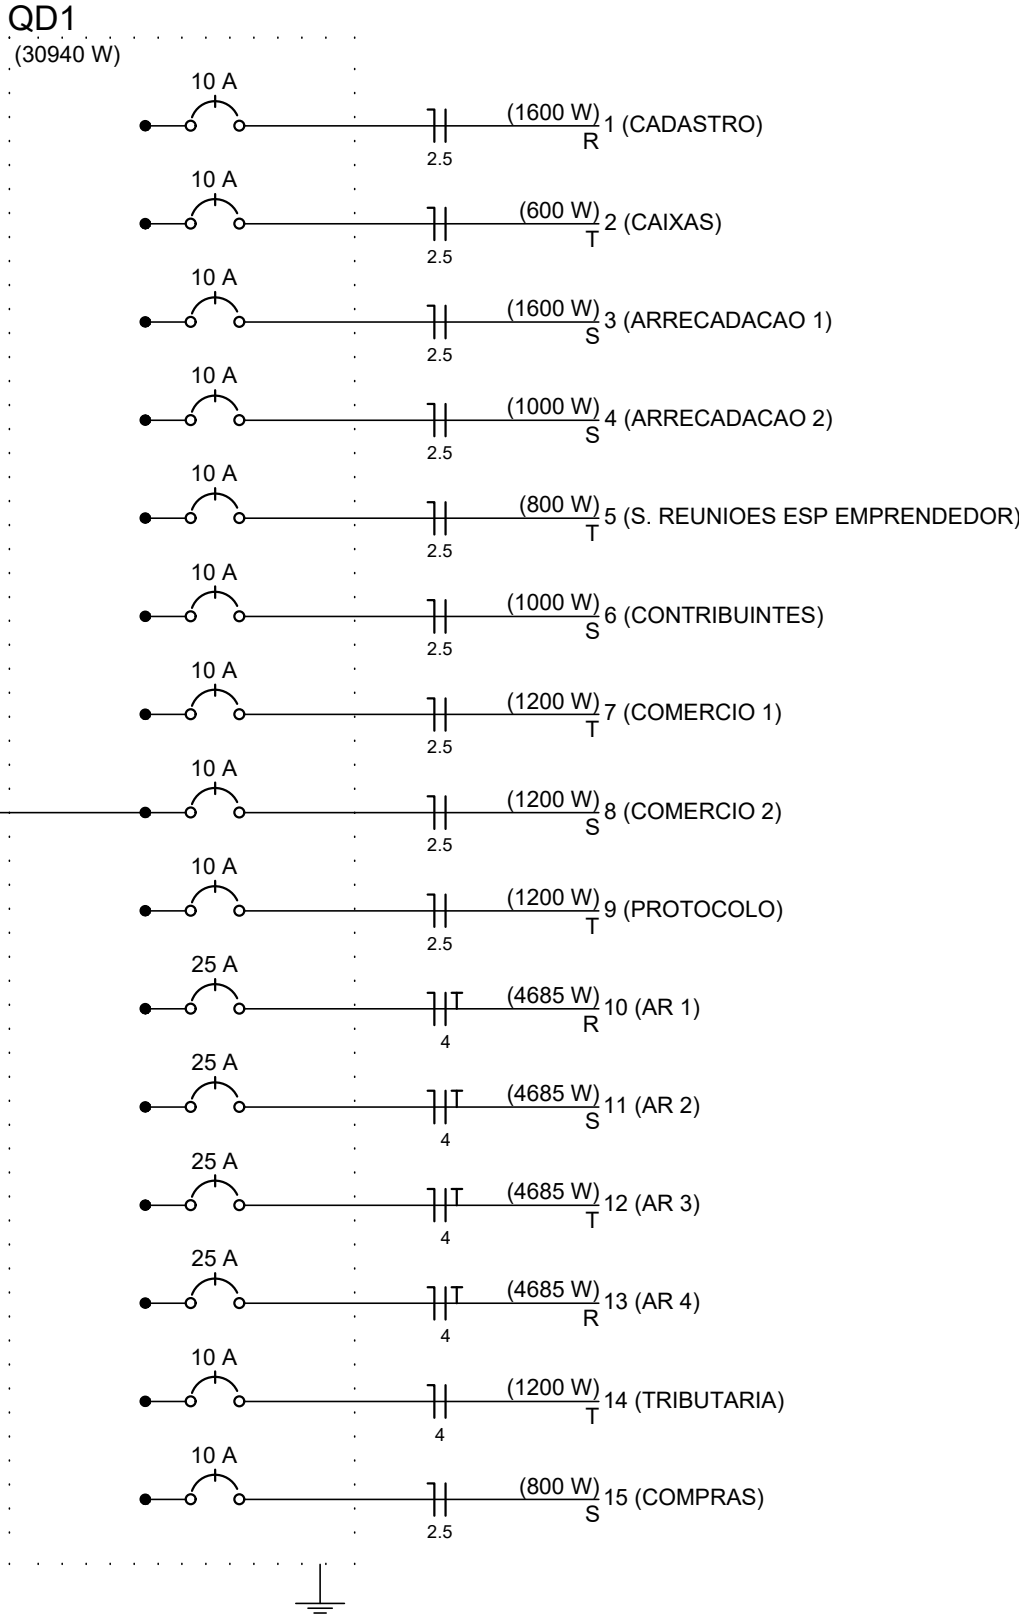 QD1
(30940 W)
10 A
(1600 W)
1 (CADASTRO)
R
2.5
10 A
(600 W)
2 (CAIXAS)
T
2.5
10 A
(1600 W)
3 (ARRECADACAO 1)
S
2.5
10 A
(1000 W)
4 (ARRECADACAO 2)
S
2.5
10 A
(800 W)
5 (S. REUNIOES ESP EMPRENDEDOR)
T
2.5
10 A
(1000 W)
6 (CONTRIBUINTES)
S
2.5
10 A
(1200 W)
7 (COMERCIO 1)
T
2.5
10 A
(1200 W)
8 (COMERCIO 2)
S
2.5
10 A
(1200 W)
9 (PROTOCOLO)
T
2.5
25 A
(4685 W)
10 (AR 1)
R
4
25 A
(4685 W)
11 (AR 2)
S
4
25 A
(4685 W)
12 (AR 3)
T
4
25 A
(4685 W)
13 (AR 4)
R
4
10 A
(1200 W)
14 (TRIBUTARIA)
T
4
10 A
(800 W)
15 (COMPRAS)
S
2.5